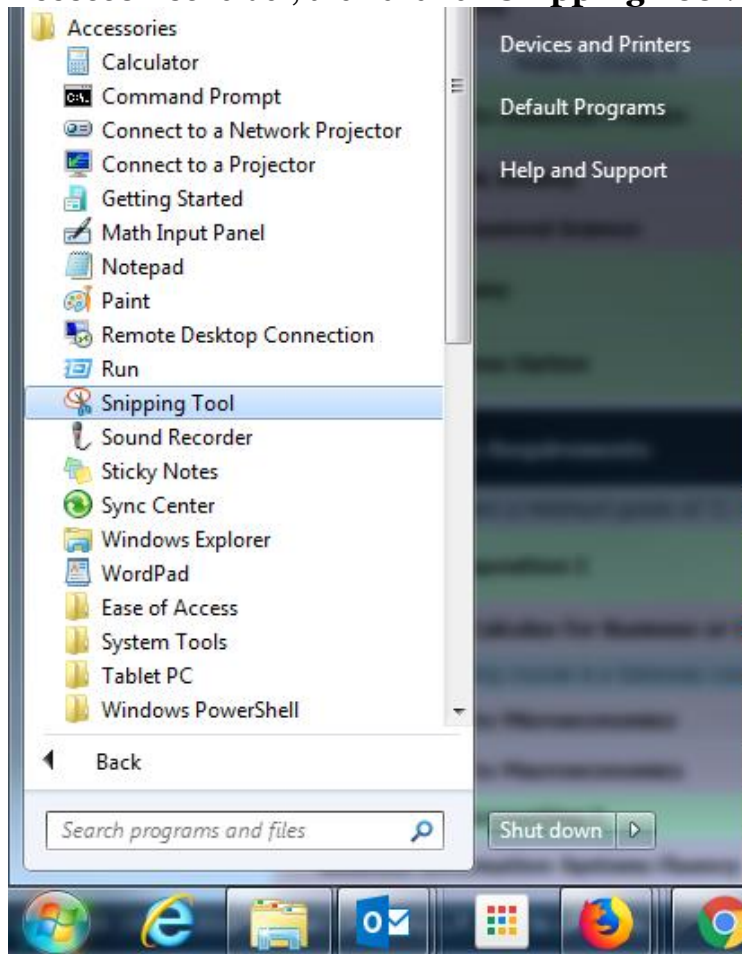 Accessories
Calculator
Command Prompt
Connect to a Network Projector
Connect to a Projector
Getting Started
Math Input Panel
Notepad
Paint
Remote Desktop Connection
Run
Snipping Tool
Sound Recorder
Sticky Notes
Sync Center
Windows Explorer
WordPad
Ease of Access
System Tools
Tablet PC
Windows PowerShell
Back
Search programs and files
Devices and Printers
Default Programs
Help and Support
Shut down